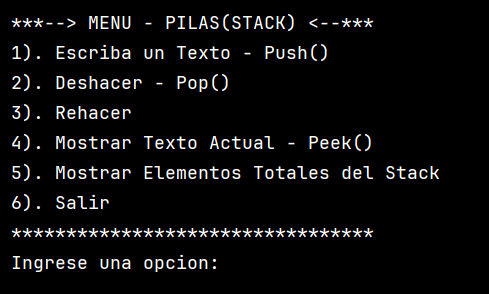 ***--> MENU - PILAS(STACK) <--***
1). Escriba un Texto - Push()
2). Deshacer - Pop()
3). Rehacer
4). Mostrar Texto Actual - Peek()
5). Mostrar Elementos Totales del Stack
6). Salir
*********************************
Ingrese una opcion: